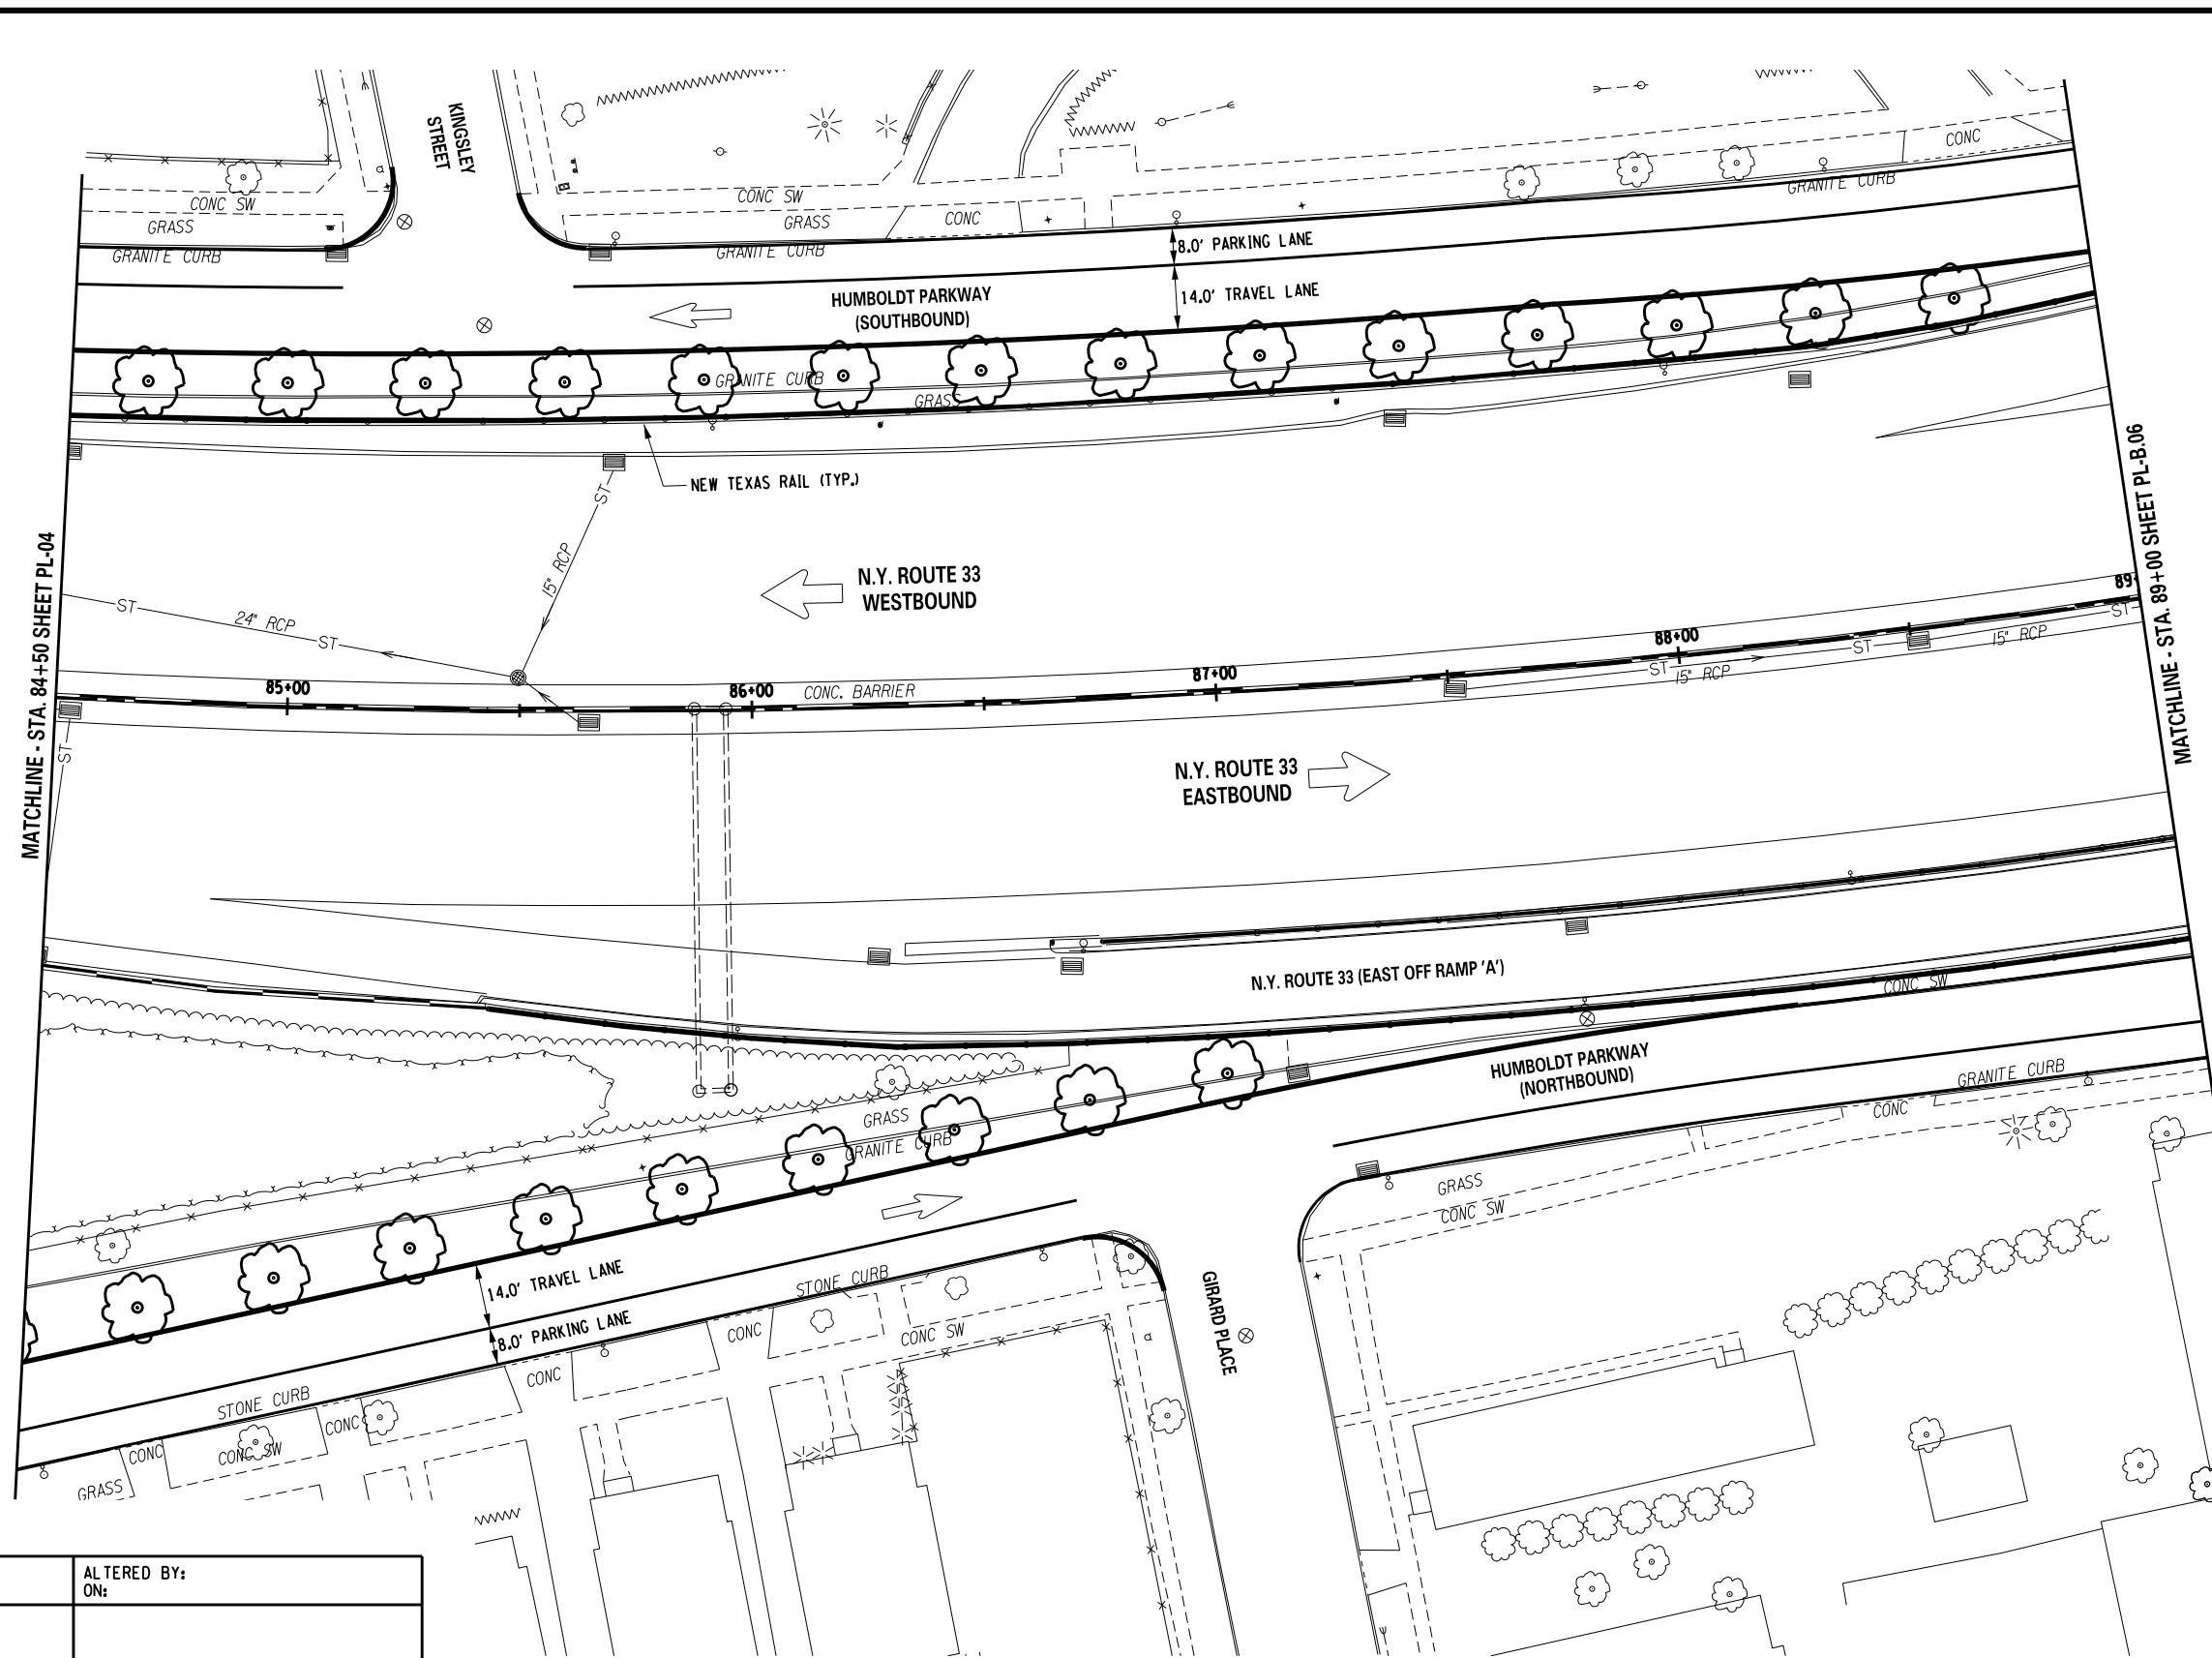 KINGSLEY
STREET
CONC
CONC SW
GRASS
GRANITE CURB
CONC SW
GRASS
CONC
GRANITE CURB
GRANITE CURB
8.0' PARKING LANE
14.0' TRAVEL LANE
HUMBOLDT PARKWAY
(SOUTHBOUND)
GRANITE CURB
GRASS
NEW TEXAS RAIL (TYP.)
ST
15" RCP
ST
24" RCP
ST
N.Y. ROUTE 33
WESTBOUND
MATCHLINE - STA. 84+50 SHEET PL-04
MATCHLINE - STA. 89+00 SHEET PL-B.06
85+00
86+00
CONC. BARRIER
87+00
88+00
89+
ST
15" RCP
ST
15" RCP
ST
ST
N.Y. ROUTE 33
EASTBOUND
N.Y. ROUTE 33 (EAST OFF RAMP 'A')
CONC SW
HUMBOLDT PARKWAY
(NORTHBOUND)
GRANITE CURB
CONC
GRASS
GRANITE CURB
GRASS
CONC SW
14.0' TRAVEL LANE
8.0' PARKING LANE
STONE CURB
CONC
CONC SW
GIRARD PLACE
STONE CURB
CONC
CONC
CONC SW
CONC
GRASS
ALTERED BY:
ON: